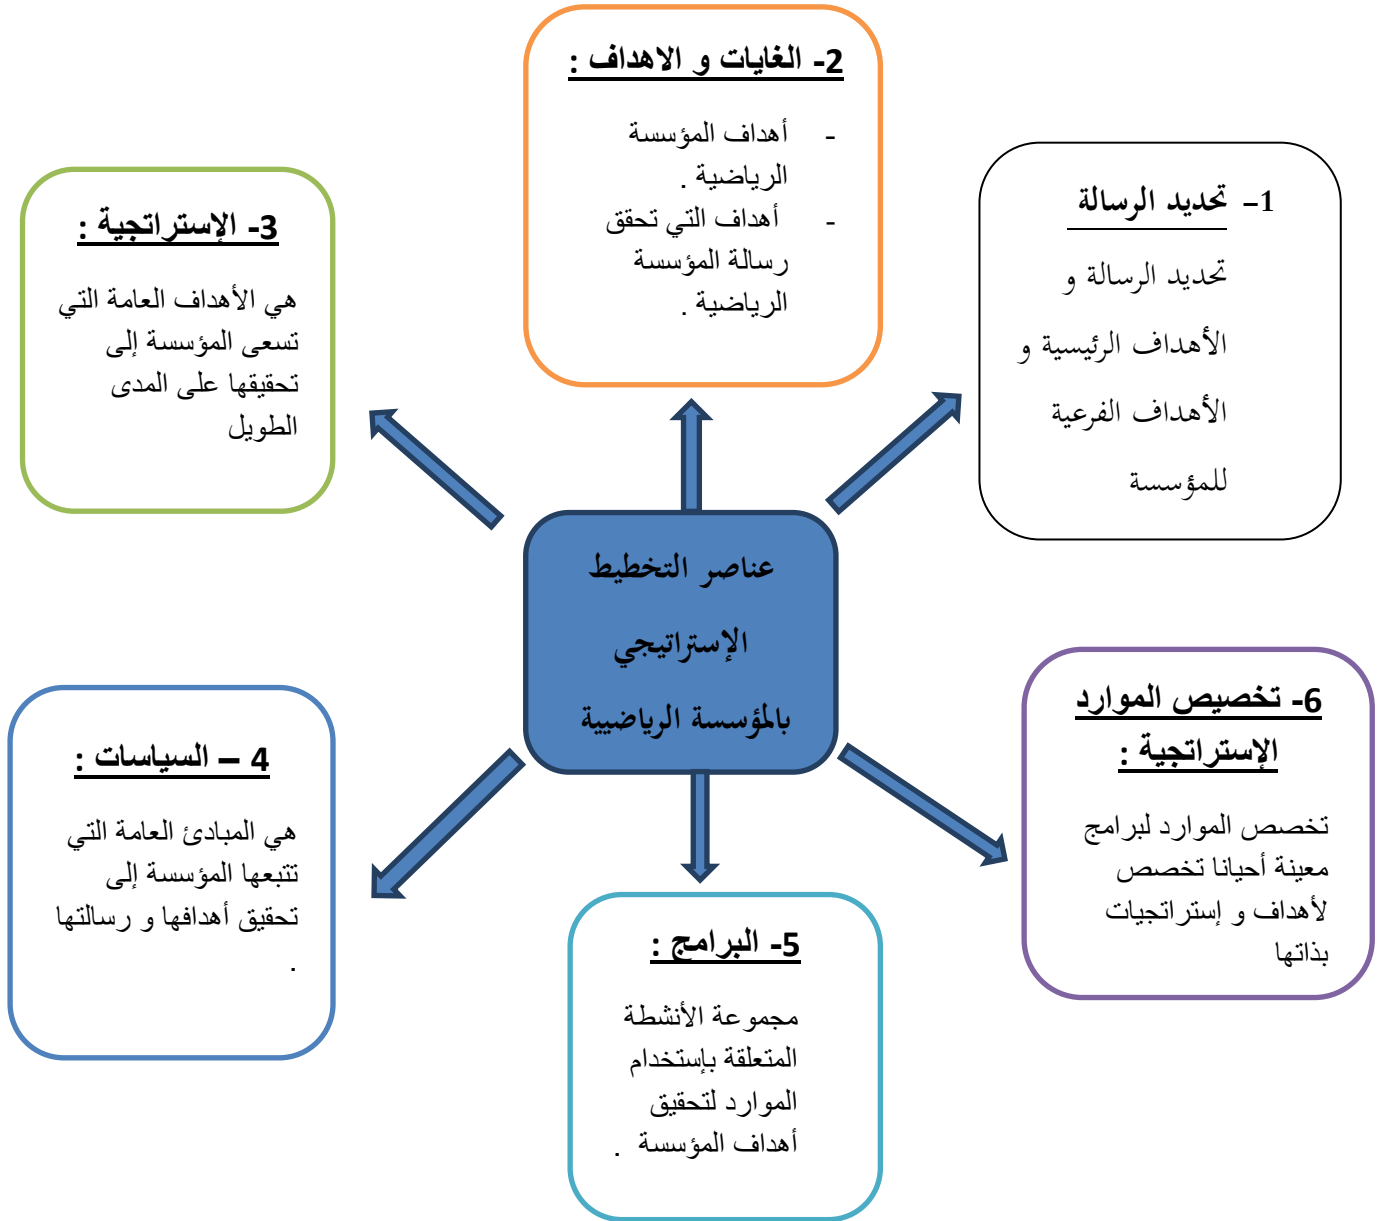 عناصر التخطيط
الإستراتيجي
بالمؤسسة الرياضيية
1- تحديد الرسالة
تحديد الرسالة و
الأهداف الرئيسية و
الأهداف الفرعية
للمؤسسة
2- الغايات و الاهداف :
- أهداف المؤسسة
الرياضية .
- أهداف التي تحقق
رسالة المؤسسة
الرياضية .
3- الإستراتجية :
هي الأهداف العامة التي
تسعى المؤسسة إلى
تحقيقها على المدى
الطويل
4 – السياسات :
هي المبادئ العامة التي
تتبعها المؤسسة إلى
تحقيق أهدافها و رسالتها
.
5- البرامج :
مجموعة الأنشطة
المتعلقة بإستخدام
الموارد لتحقيق
أهداف المؤسسة .
6- تخصيص الموارد
الإستراتجية :
تخصص الموارد لبرامج
معينة أحيانا تخصص
لأهداف و إستراتجيات
بذاتها